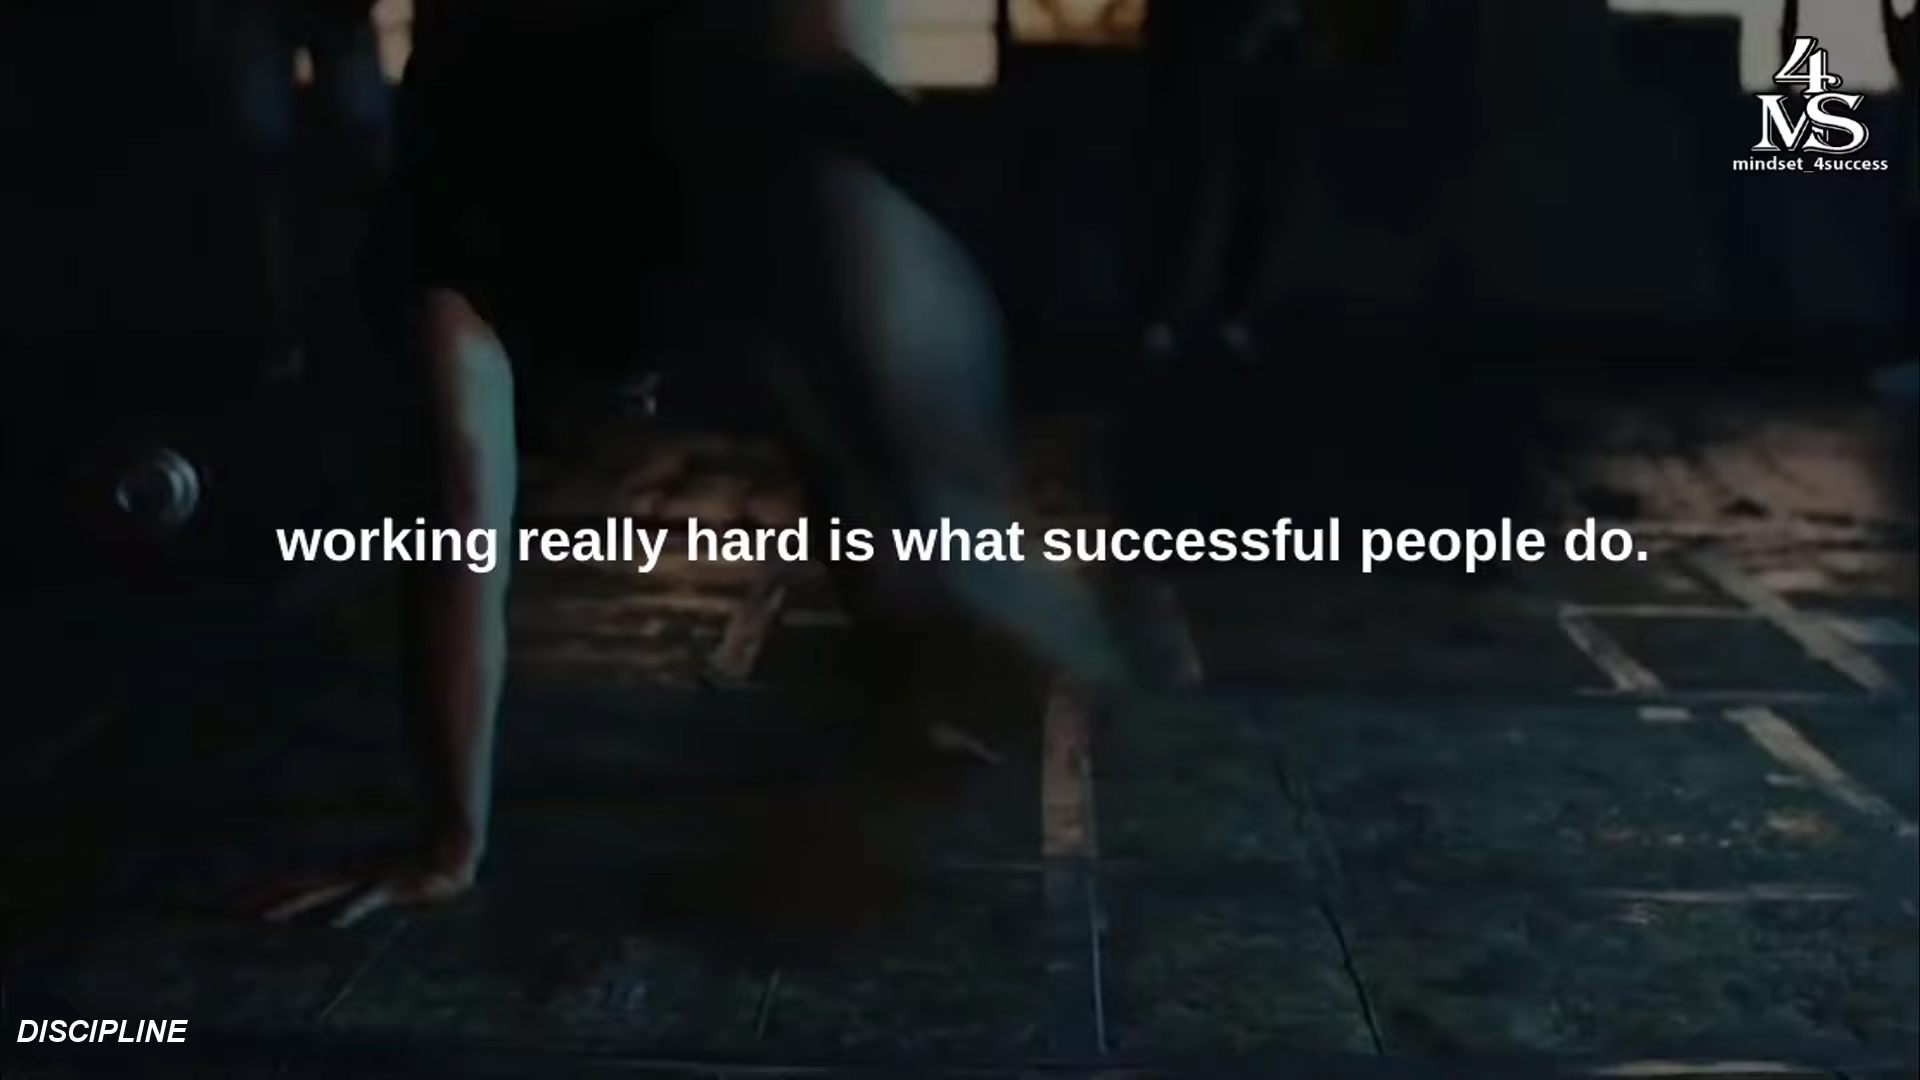 4
MS
mindset_4success
working really hard is what successful people do.
DISCIPLINE